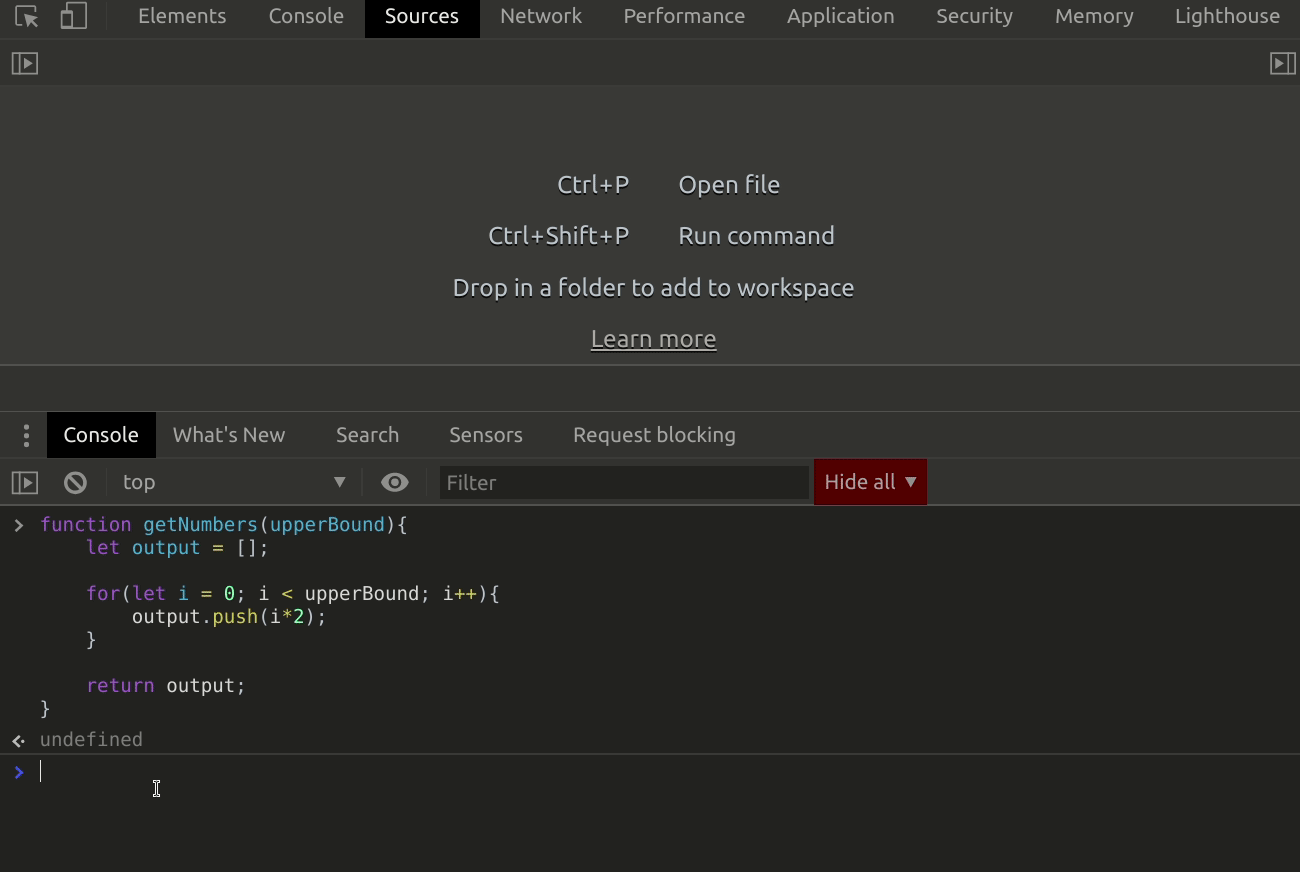 Elements Console Sources Network Performance Application Security Memory Lighthouse
Ctrl+P Open file
Ctrl+Shift+P Run command
Drop in a folder to add to workspace
Learn more
Console What's New Search Sensors Request blocking
top ▼ Filter Hide all ▼
> function getNumbers(upperBound){
    let output = [];
    for(let i = 0; i < upperBound; i++){
        output.push(i*2);
    }
    return output;
}
undefined
>